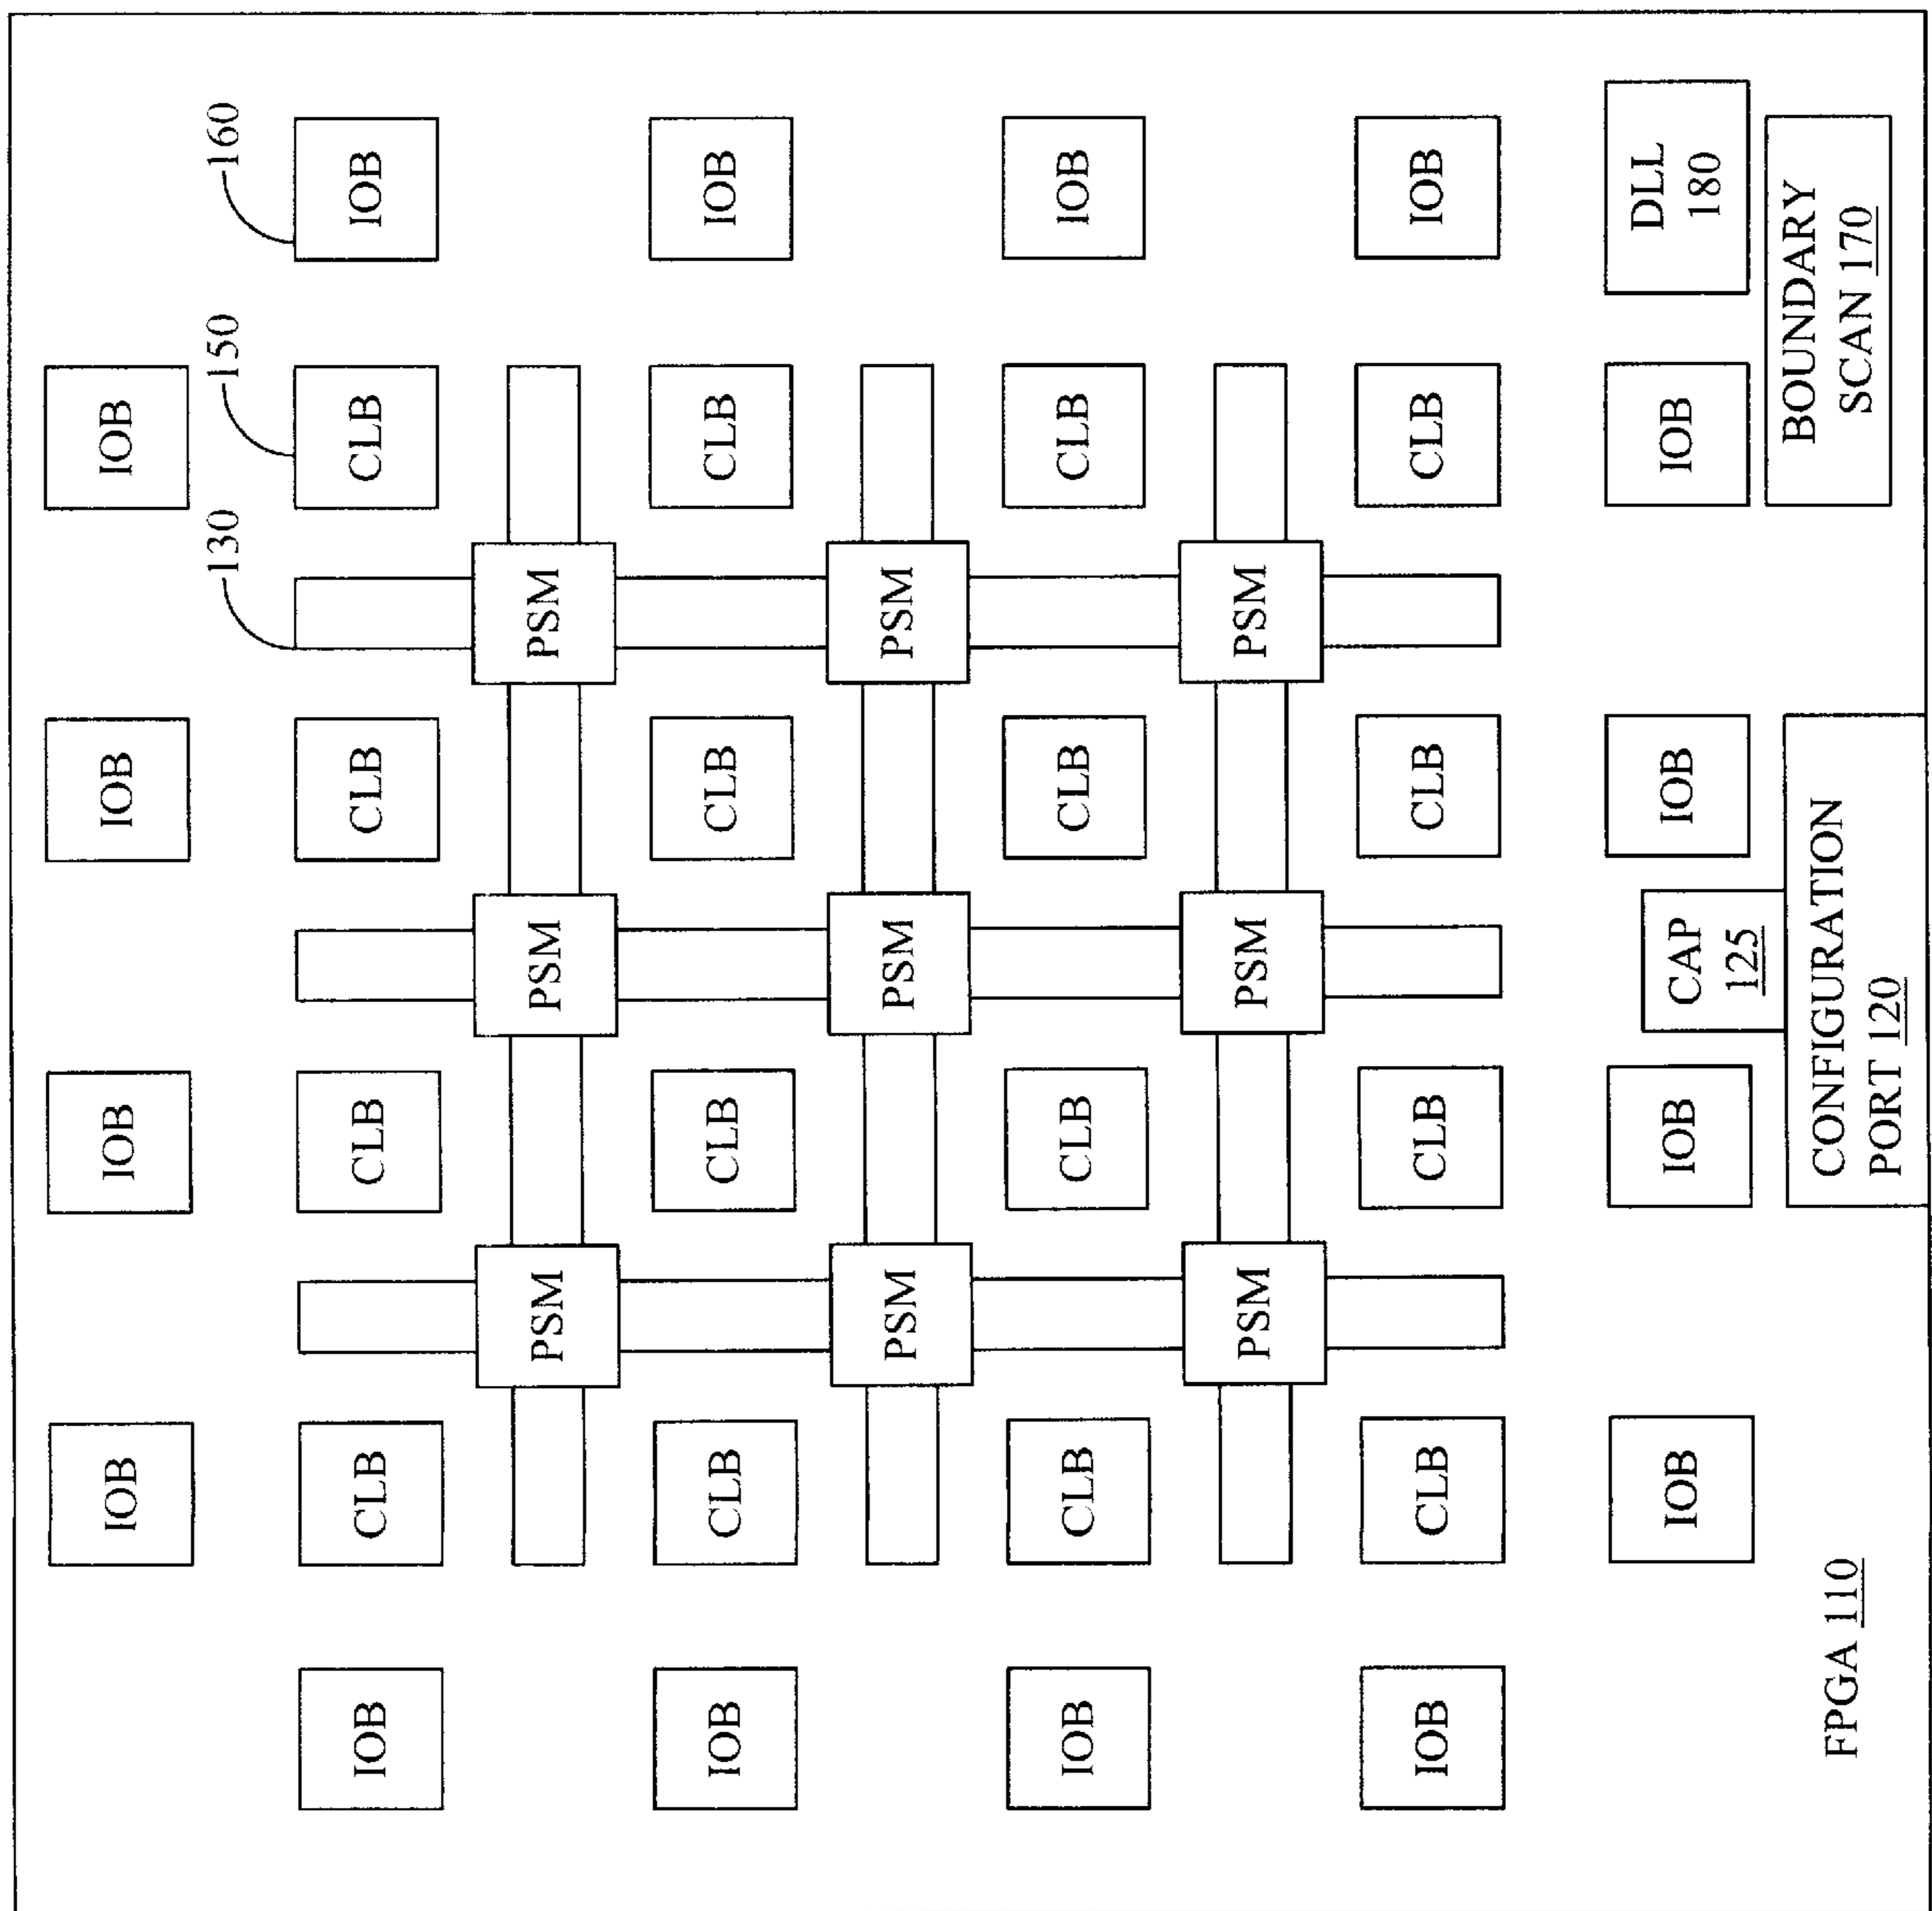 IOB IOB IOB IOB
130 150 160
IOB CLB CLB CLB CLB IOB
PSM PSM PSM
IOB CLB CLB CLB CLB IOB
PSM PSM PSM
IOB CLB CLB CLB CLB IOB
PSM PSM PSM
IOB CLB CLB CLB CLB IOB
IOB IOB
CAP
125
IOB IOB
DLL
180
FPGA 110
CONFIGURATION
PORT 120
BOUNDARY
SCAN 170